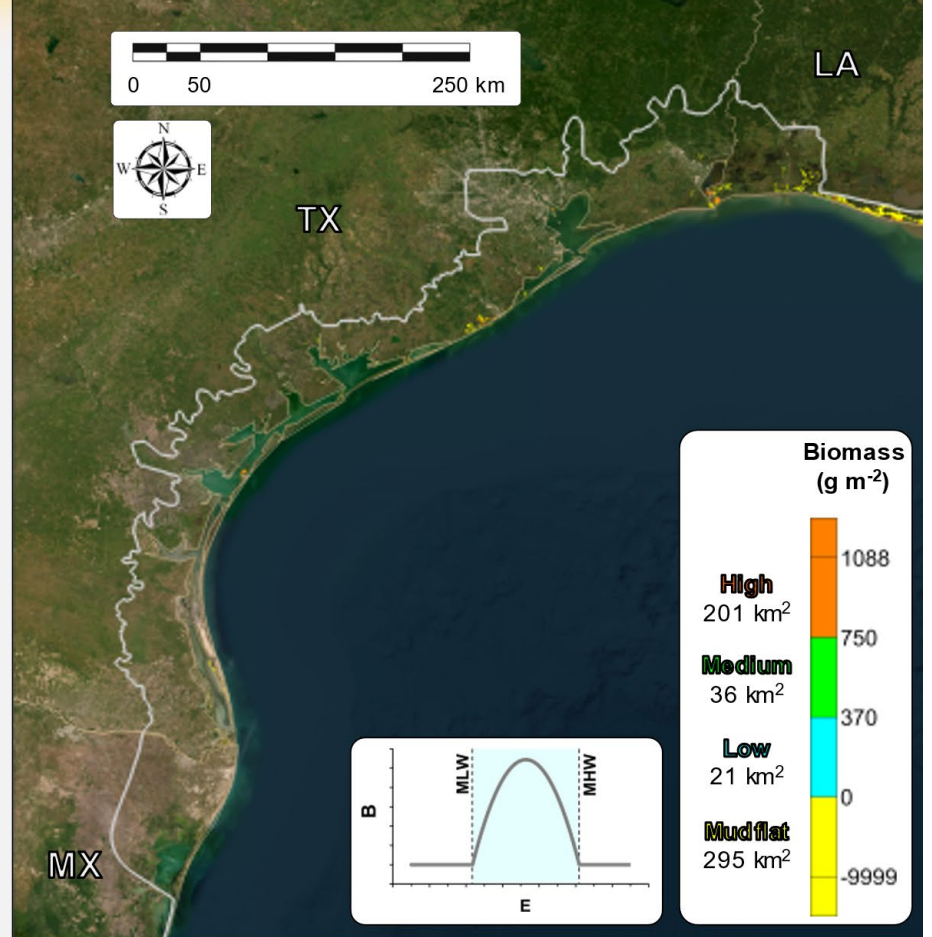 0 50 250 km
N
W E
S
TX
LA
MX
Biomass
(g m⁻²)
High
201 km²
Medium
36 km²
Low
21 km²
Mudflat
295 km²
1088
750
370
0
-9999
B
MLW
MHW
E